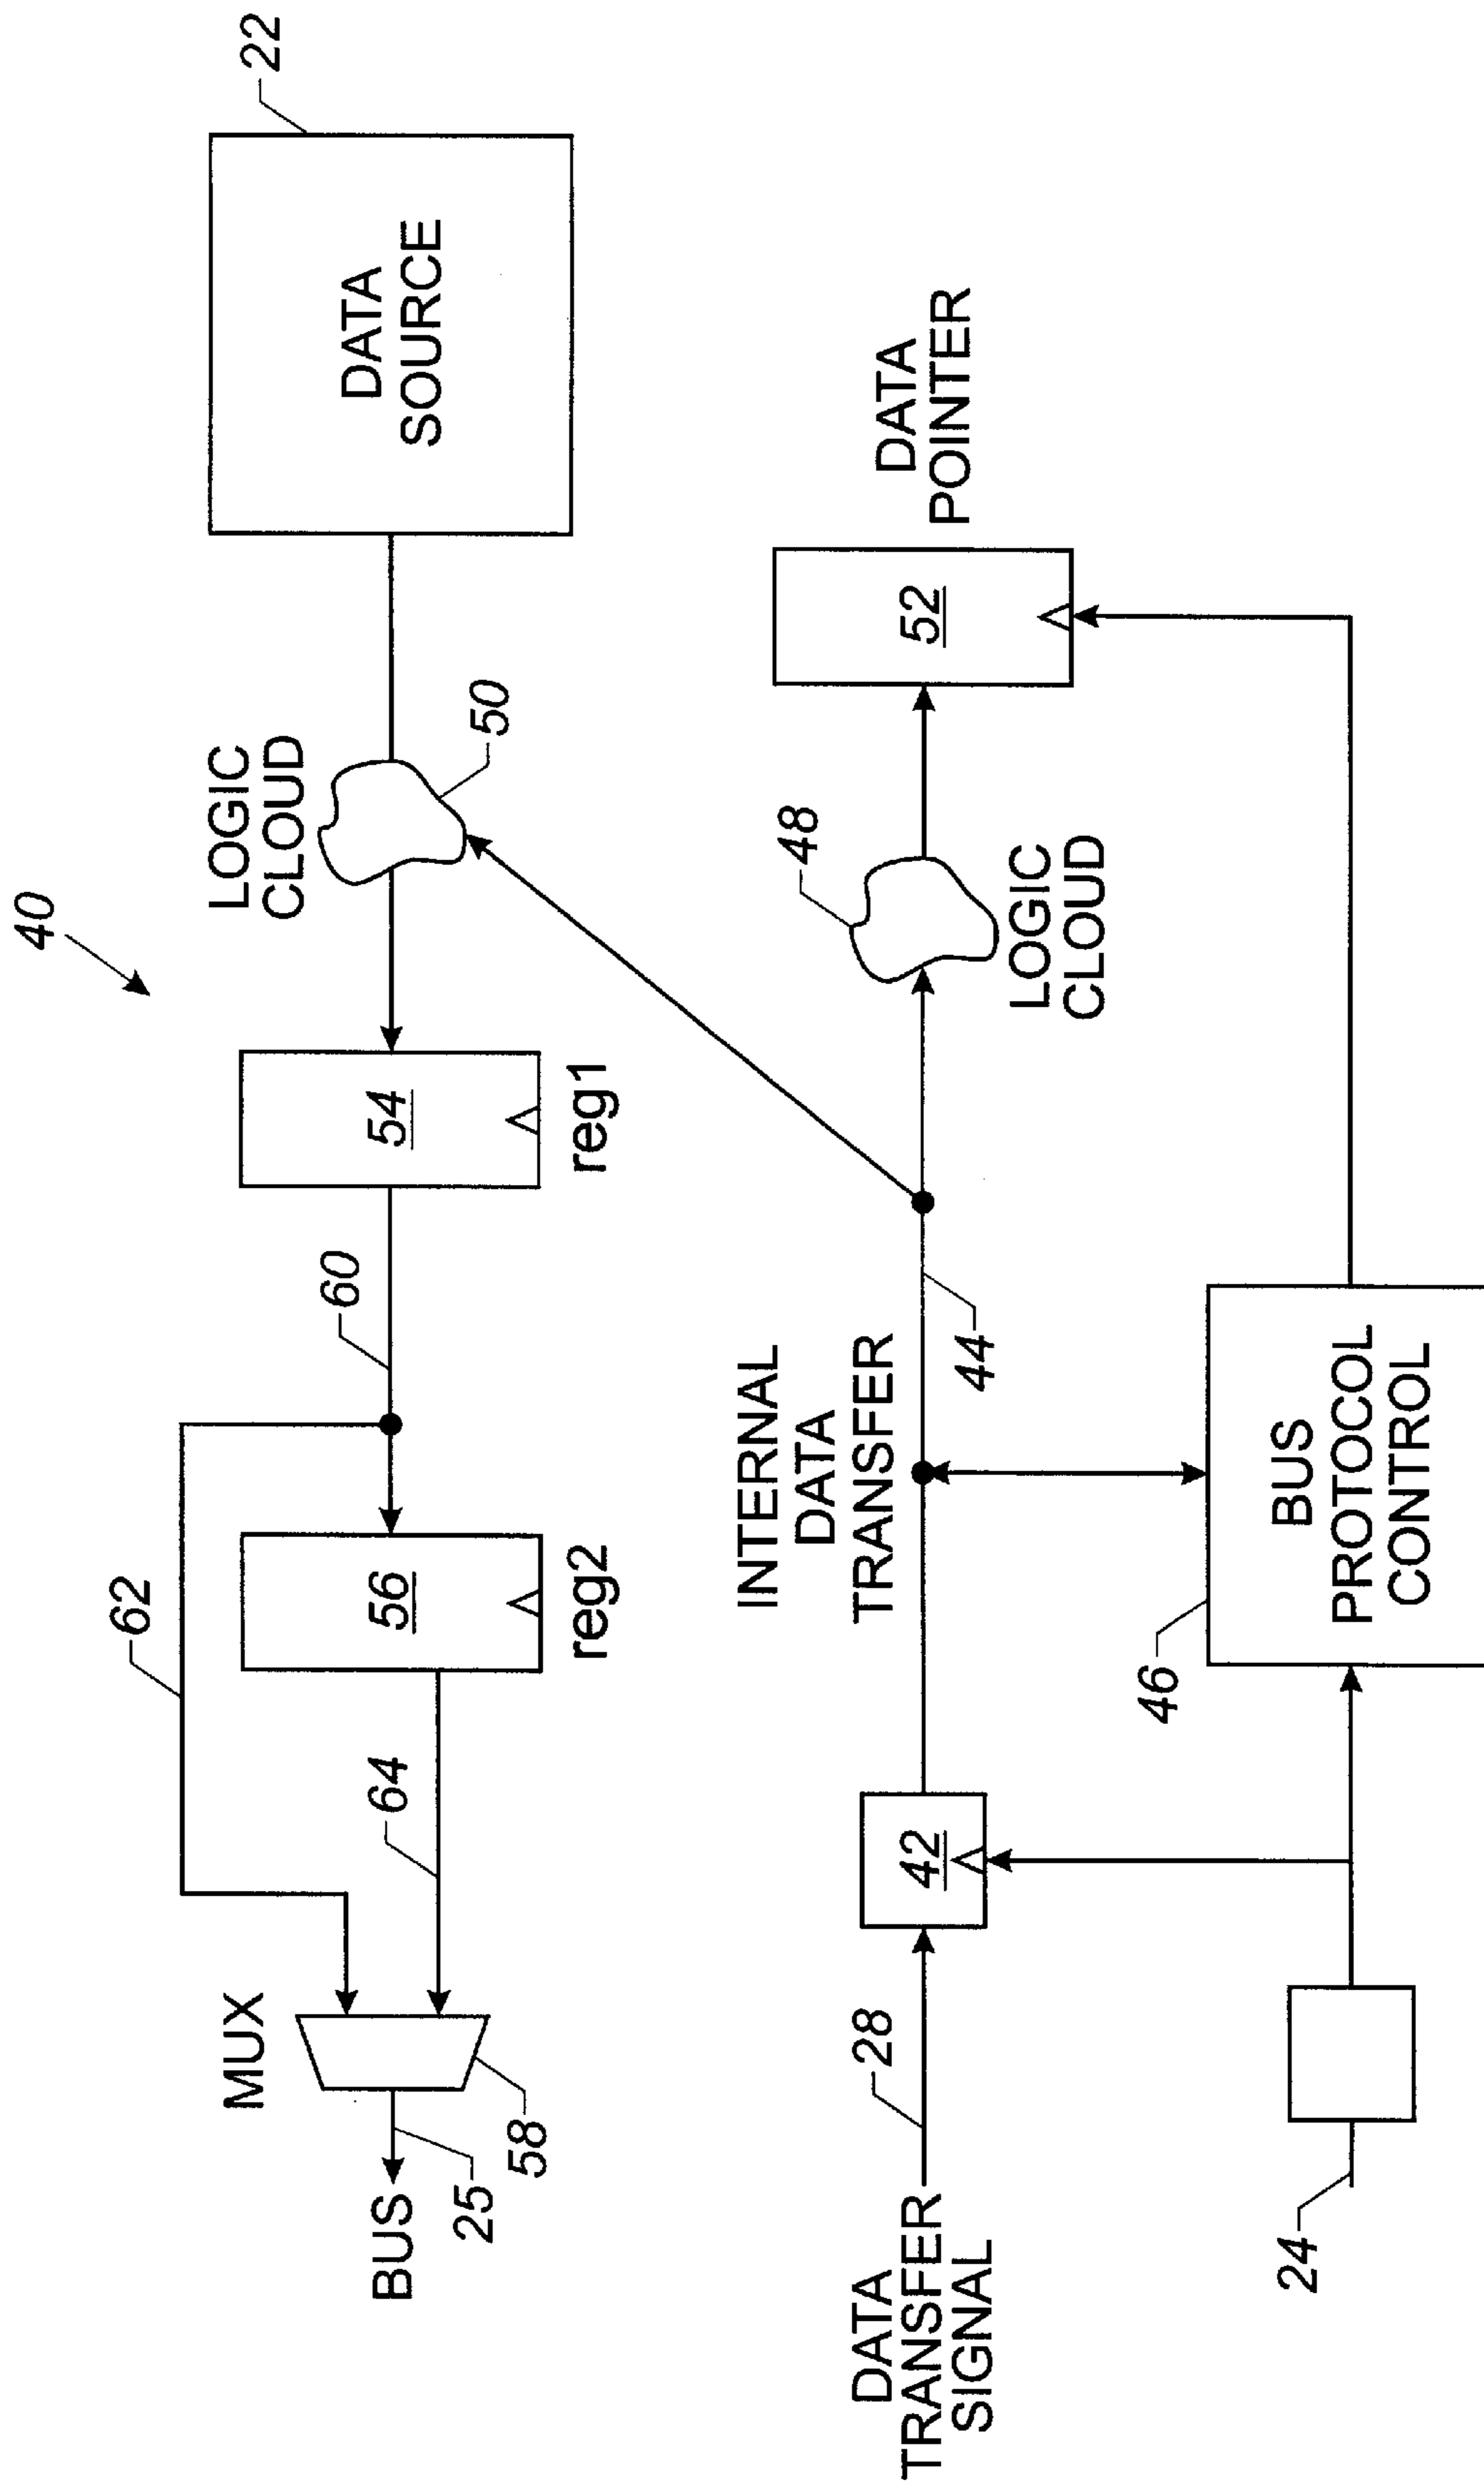 40
62
60
22
MUX
64
LOGIC
CLOUD
BUS
25
58
56
reg2
54
reg1
50
DATA
SOURCE
INTERNAL
DATA
TRANSFER
DATA
TRANSFER
SIGNAL
28
42
44
48
LOGIC
CLOUD
52
DATA
POINTER
24
46
BUS
PROTOCOL
CONTROL